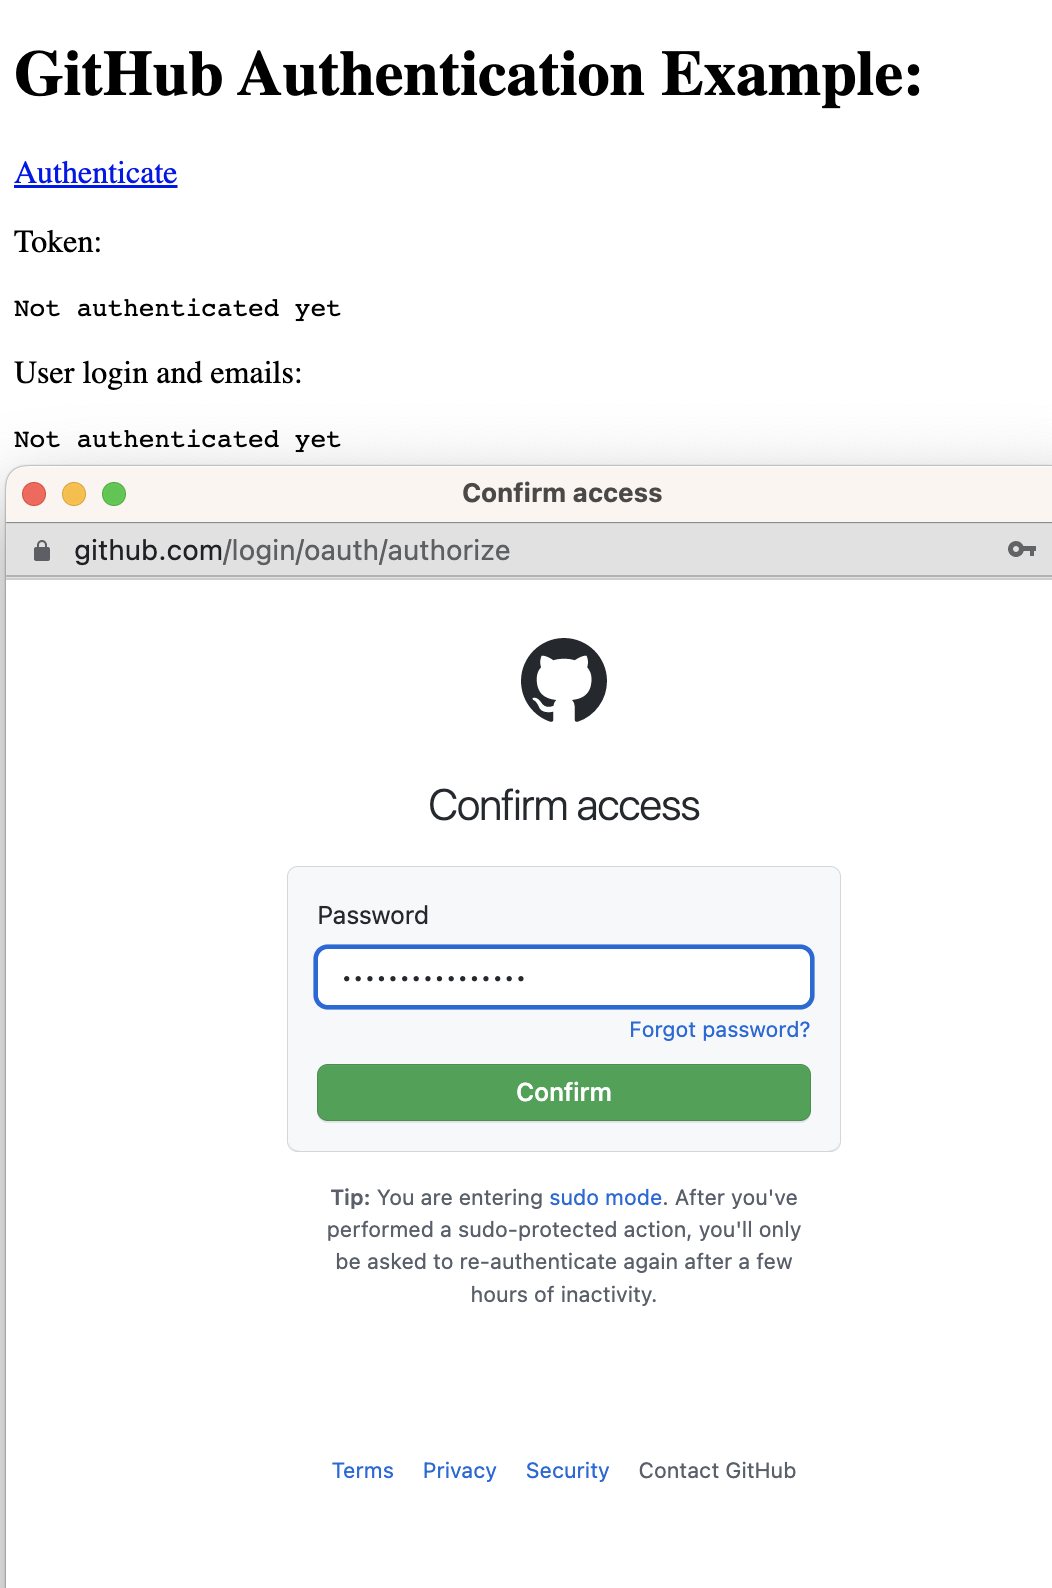 GitHub Authentication Example:
Authenticate
Token:
Not authenticated yet
User login and emails:
Not authenticated yet
Confirm access
github.com/login/oauth/authorize
Confirm access
Password
••••••••••••••••
Forgot password?
Confirm
Tip: You are entering sudo mode. After you've
performed a sudo-protected action, you'll only
be asked to re-authenticate again after a few
hours of inactivity.
Terms Privacy Security Contact GitHub